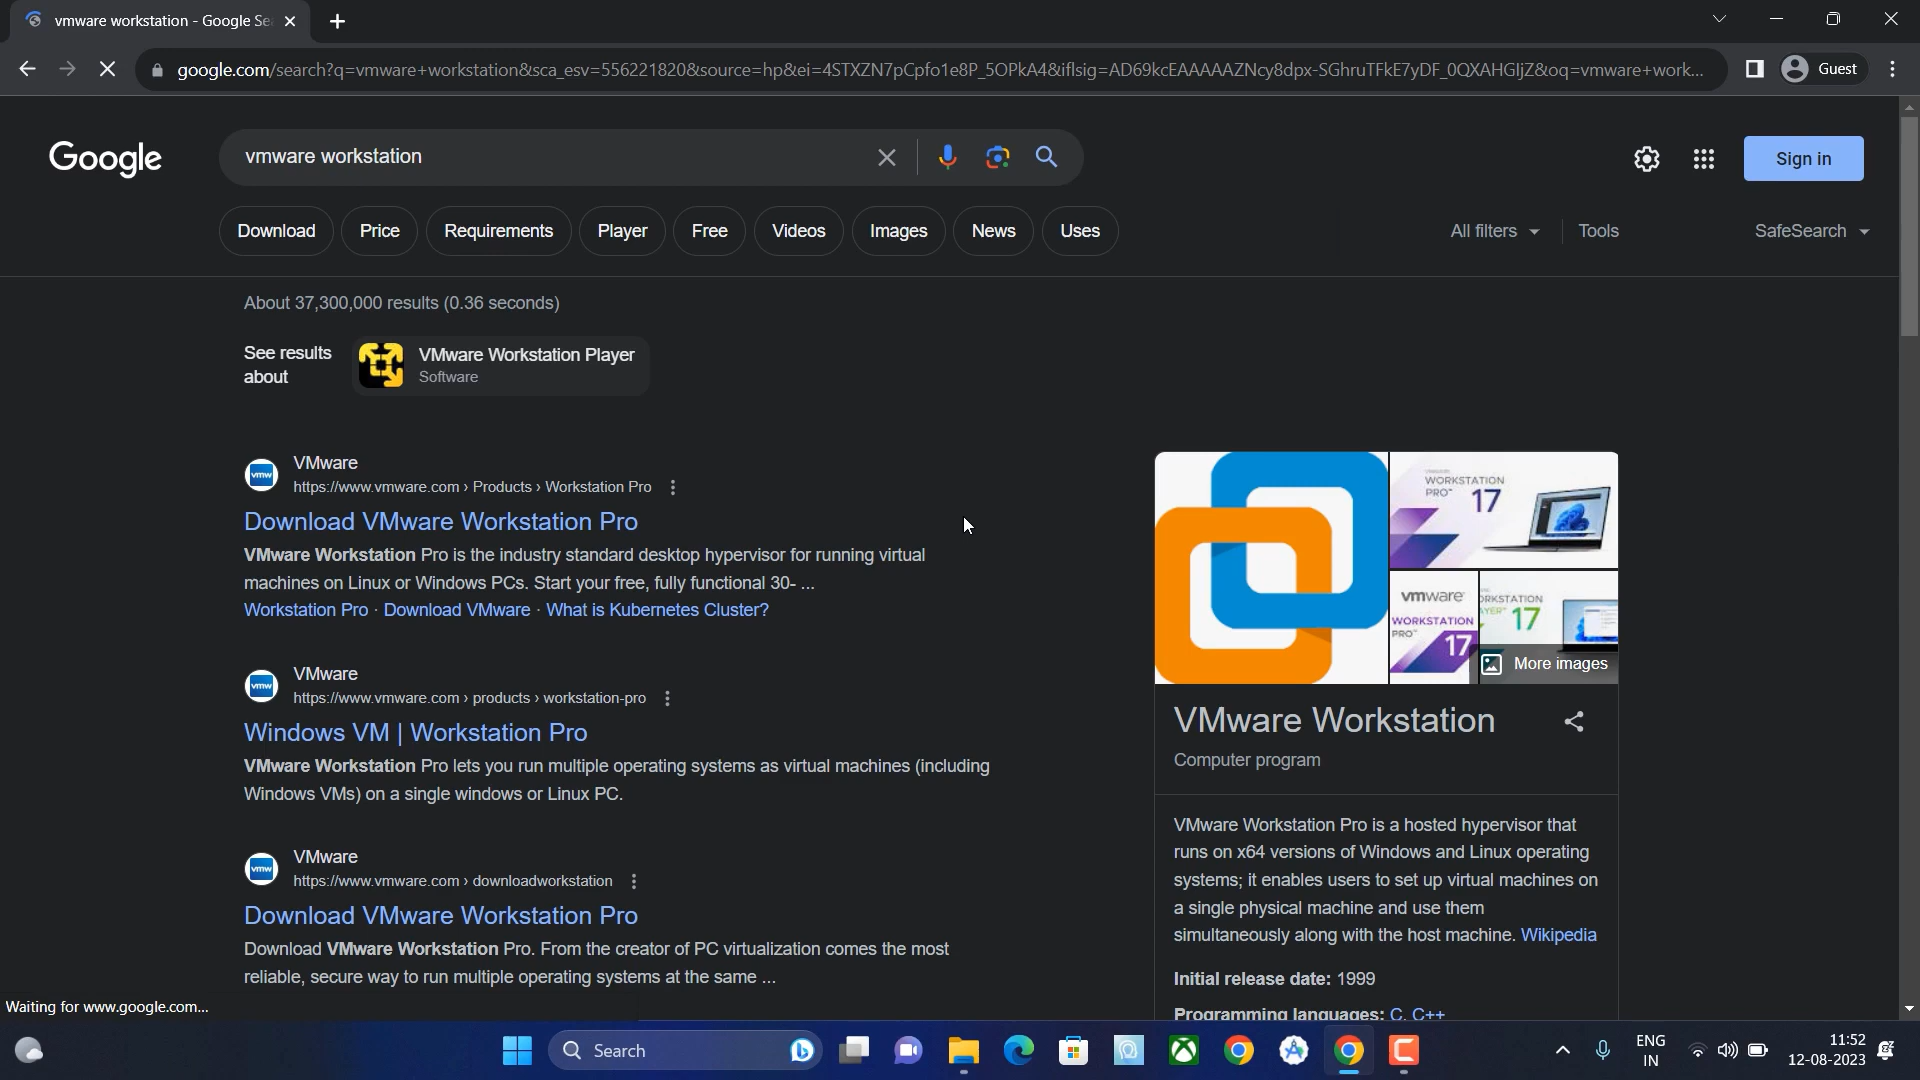 vmware workstation - Google Se
google.com/search?q=vmware+workstation&sca_esv=556221820&source=hp&ei=4STXZN7pCpfo1e8P_5OPkA4&iflsig=AD69kcEAAAAAZNcy8dpx-SGhruTFkE7yDF_0QXAHGljZ&oq=vmware+work...
Guest
Google
vmware workstation
Sign in
Download Price Requirements Player Free Videos Images News Uses
All filters Tools SafeSearch
About 37,300,000 results (0.36 seconds)
See results
about
VMware Workstation Player
Software
vmw
VMware
https://www.vmware.com › Products › Workstation Pro
Download VMware Workstation Pro
VMware Workstation Pro is the industry standard desktop hypervisor for running virtual
machines on Linux or Windows PCs. Start your free, fully functional 30- ...
Workstation Pro · Download VMware · What is Kubernetes Cluster?
vmw
VMware
https://www.vmware.com › products › workstation-pro
Windows VM | Workstation Pro
VMware Workstation Pro lets you run multiple operating systems as virtual machines (including
Windows VMs) on a single windows or Linux PC.
vmw
VMware
https://www.vmware.com › downloadworkstation
Download VMware Workstation Pro
Download VMware Workstation Pro. From the creator of PC virtualization comes the most
reliable, secure way to run multiple operating systems at the same ...
WORKSTATION
PRO™ 17
vmware
WORKSTATION
PRO™
17
RKSTATION
YER™ 17
More images
VMware Workstation
Computer program
VMware Workstation Pro is a hosted hypervisor that
runs on x64 versions of Windows and Linux operating
systems; it enables users to set up virtual machines on
a single physical machine and use them
simultaneously along with the host machine. Wikipedia
Initial release date: 1999
Programming languages: C, C++
Waiting for www.google.com...
Search
ENG
IN
11:52
12-08-2023